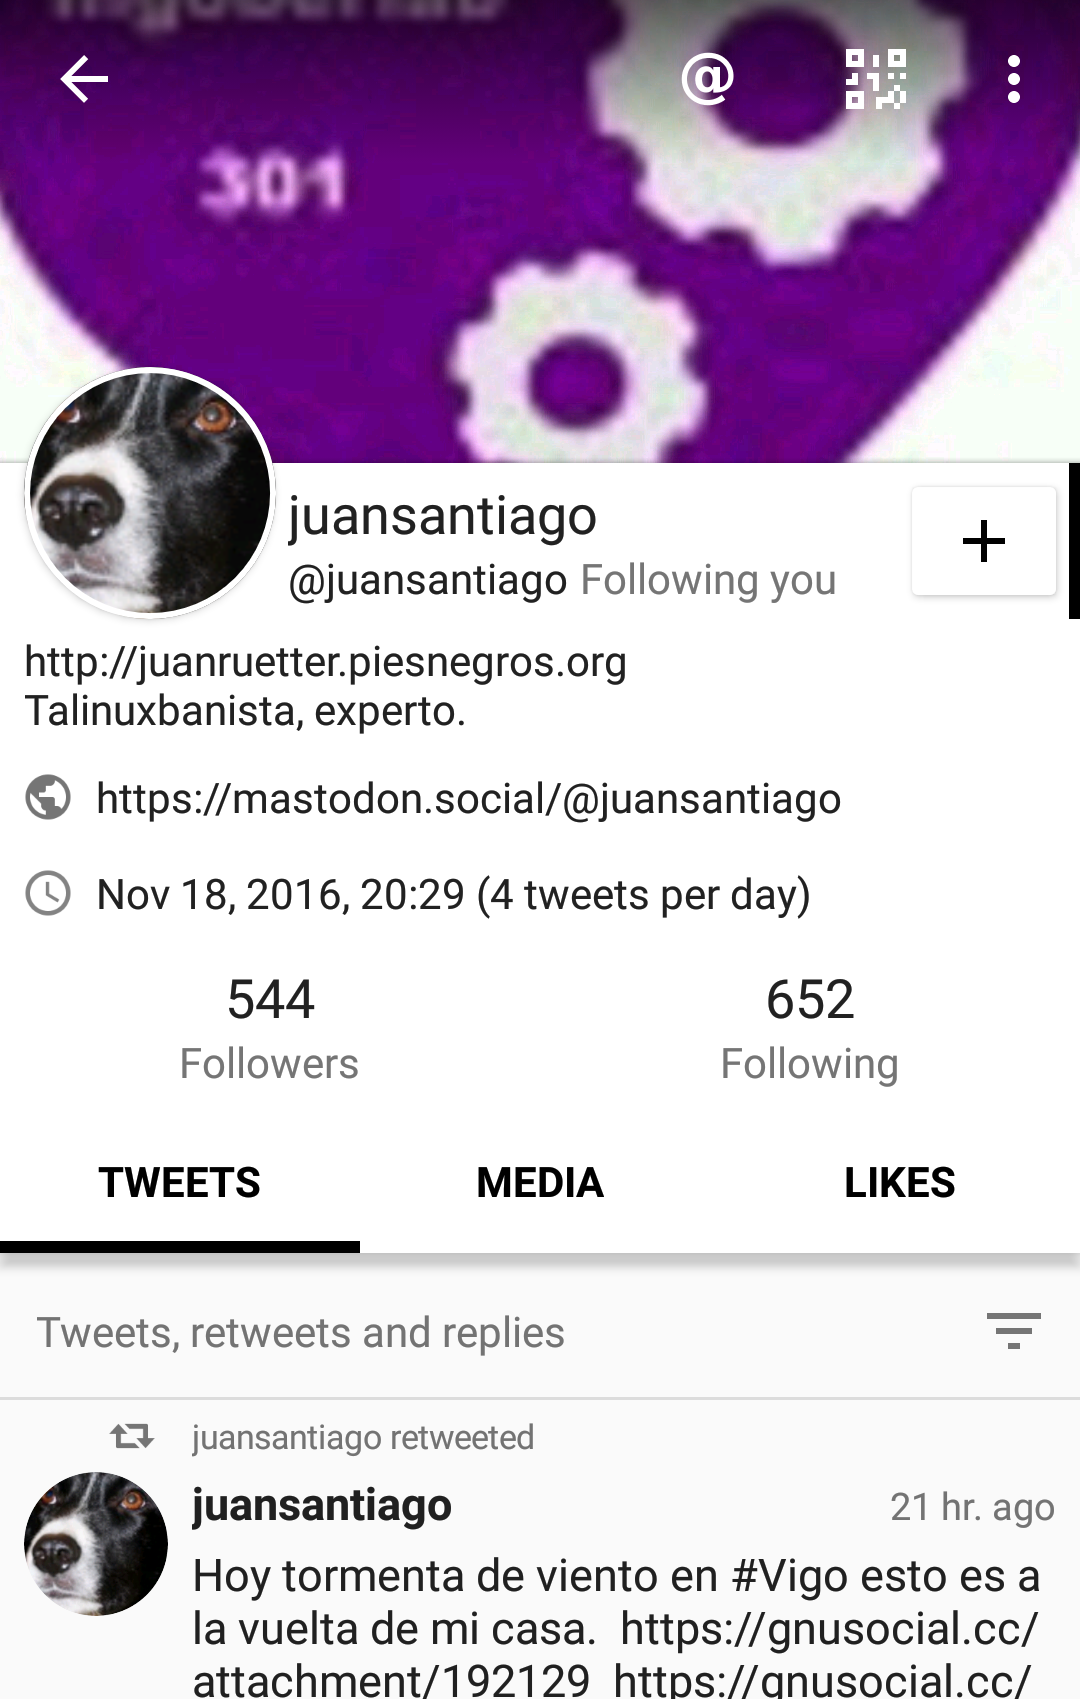 301
juansantiago
@juansantiago Following you
http://juanruetter.piesnegros.org
Talinuxbanista, experto.
https://mastodon.social/@juansantiago
Nov 18, 2016, 20:29 (4 tweets per day)
544 652
Followers Following
TWEETS MEDIA LIKES
Tweets, retweets and replies
juansantiago retweeted
juansantiago 21 hr. ago
Hoy tormenta de viento en #Vigo esto es a
la vuelta de mi casa. https://gnusocial.cc/
attachment/192129 https://gnusocial.cc/